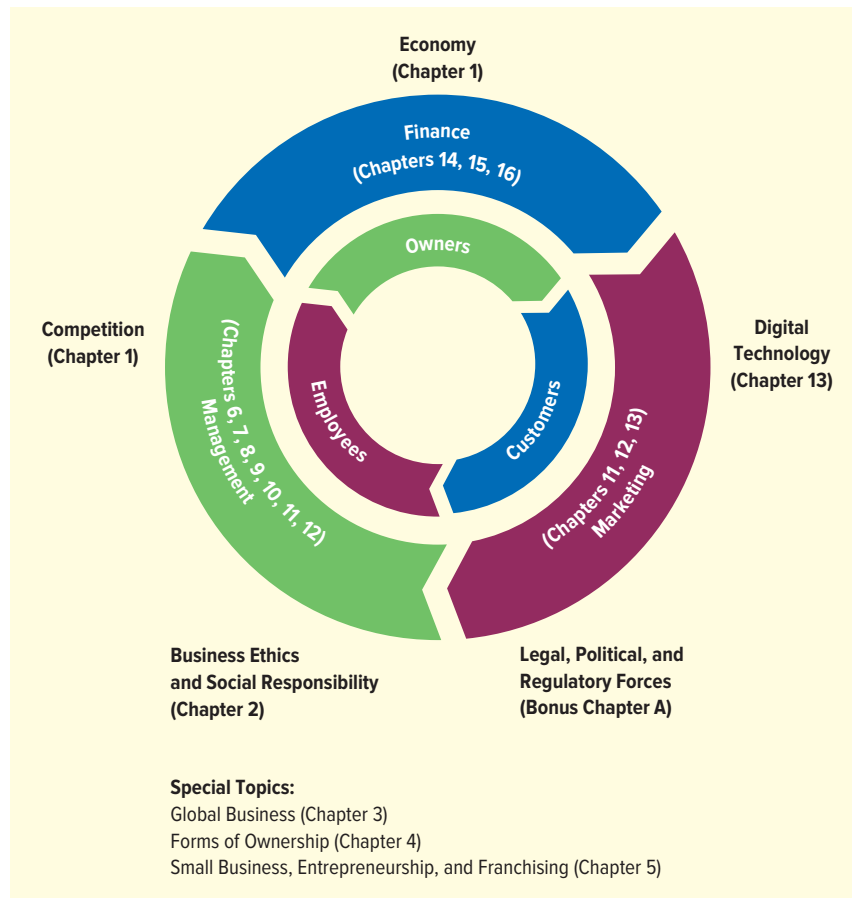 Economy
(Chapter 1)
Finance
(Chapters 14, 15, 16)
Owners
Competition
(Chapter 1)
Digital
Technology
(Chapter 13)
(Chapters 6, 7, 8, 9, 10, 11, 12)
Management
Employees
Customers
(Chapters 11, 12, 13)
Marketing
Business Ethics
and Social Responsibility
(Chapter 2)
Legal, Political, and
Regulatory Forces
(Bonus Chapter A)
Special Topics:
Global Business (Chapter 3)
Forms of Ownership (Chapter 4)
Small Business, Entrepreneurship, and Franchising (Chapter 5)